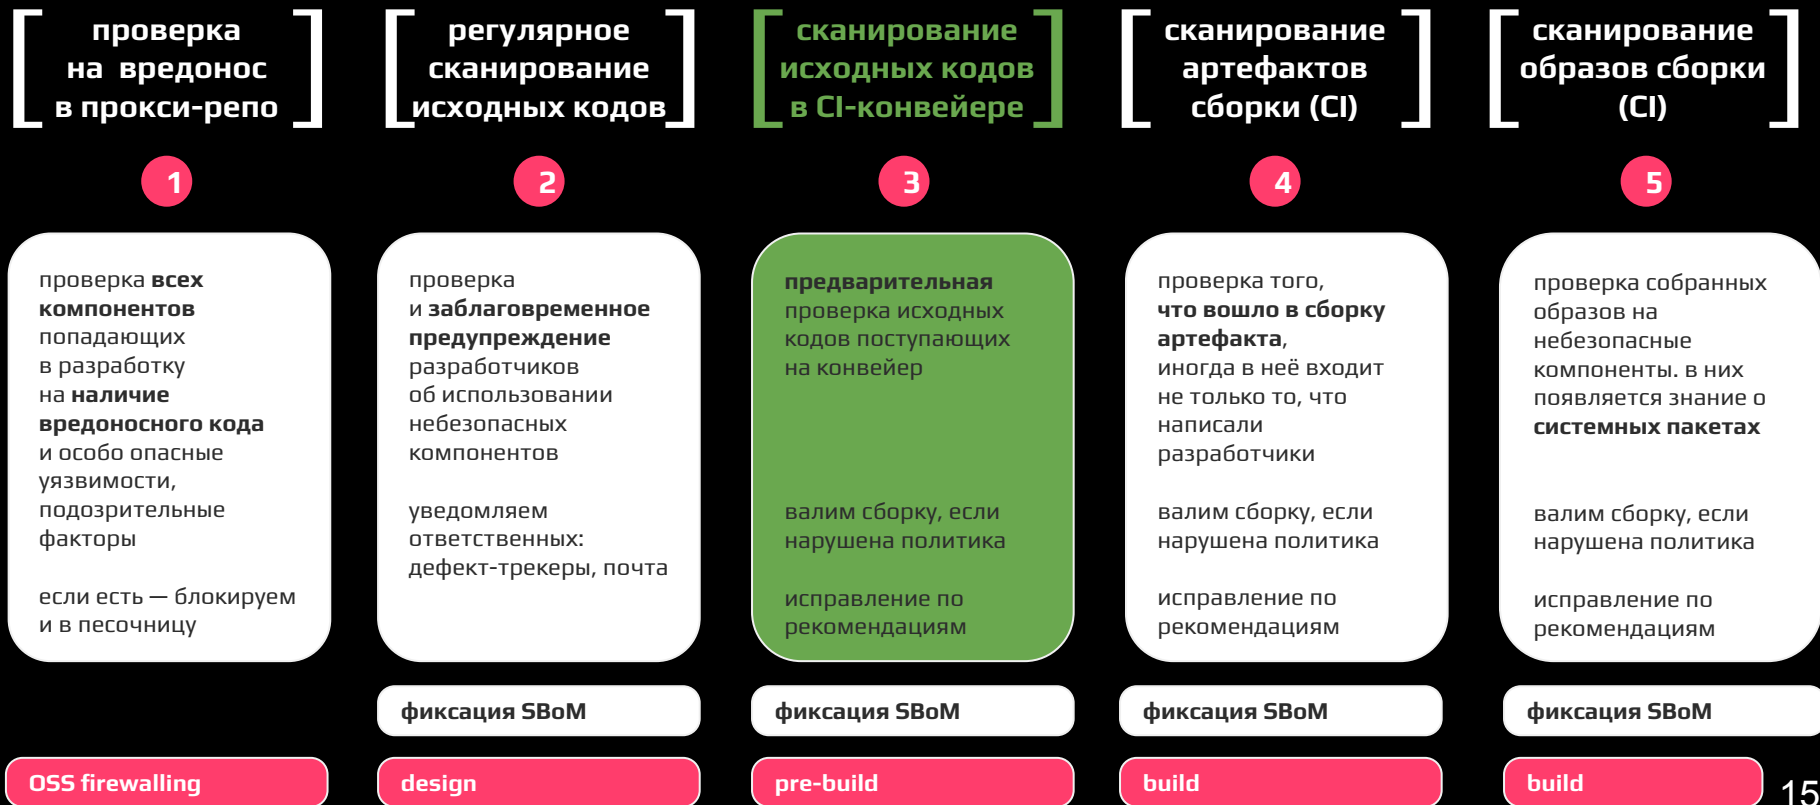 проверка
на вредонос
в прокси-репо
1
проверка всех
компонентов
попадающих
в разработку
на наличие
вредоносного кода
и особо опасные
уязвимости,
подозрительные
факторы
если есть — блокируем
и в песочницу
OSS firewalling
регулярное
сканирование
исходных кодов
2
проверка
и заблаговременное
предупреждение
разработчиков
об использовании
небезопасных
компонентов
уведомляем
ответственных:
дефект-трекеры, почта
фиксация SBoM
design
сканирование
исходных кодов
в CI-конвейере
3
предварительная
проверка исходных
кодов поступающих
на конвейер
валим сборку, если
нарушена политика
исправление по
рекомендациям
фиксация SBoM
pre-build
сканирование
артефактов
сборки (CI)
4
проверка того,
что вошло в сборку
артефакта,
иногда в неё входит
не только то, что
написали
разработчики
валим сборку, если
нарушена политика
исправление по
рекомендациям
фиксация SBoM
build
сканирование
образов сборки
(CI)
5
проверка собранных
образов на
небезопасные
компоненты. в них
появляется знание о
системных пакетах
валим сборку, если
нарушена политика
исправление по
рекомендациям
фиксация SBoM
build
15